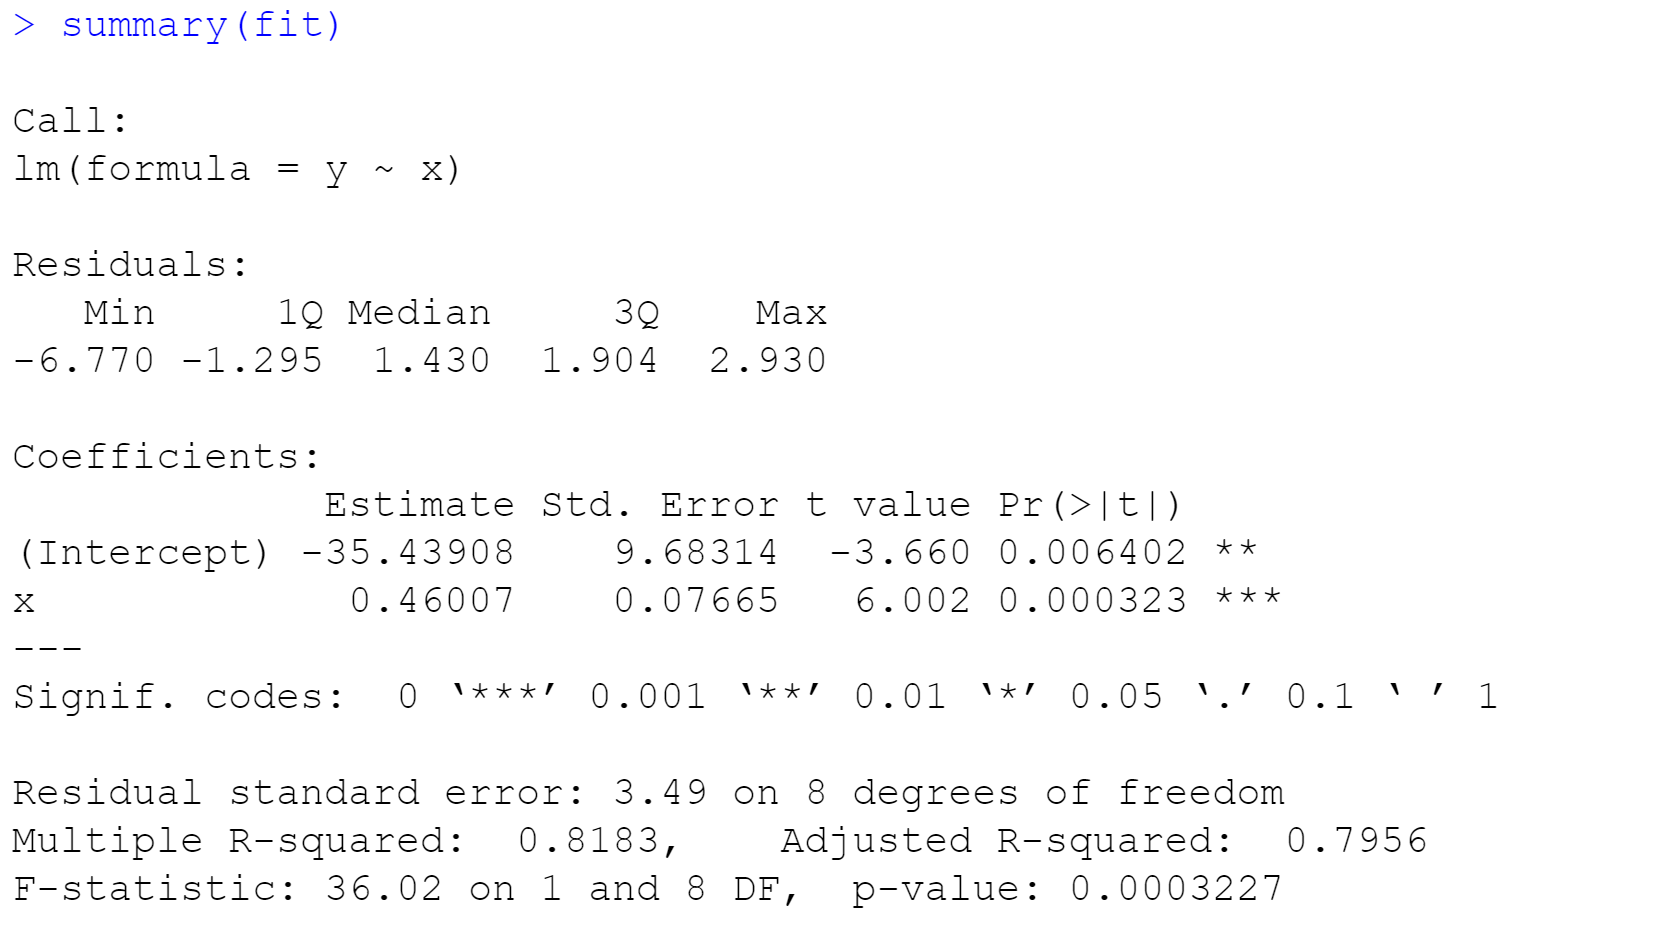 > summary(fit)
Call:
lm(formula = y ~ x)
Residuals:
   Min     1Q Median     3Q    Max
-6.770 -1.295  1.430  1.904  2.930
Coefficients:
             Estimate Std. Error t value Pr(>|t|)
(Intercept) -35.43908    9.68314  -3.660 0.006402 **
x             0.46007    0.07665   6.002 0.000323 ***
---
Signif. codes:  0 ‘***’ 0.001 ‘**’ 0.01 ‘*’ 0.05 ‘.’ 0.1 ‘ ’ 1
Residual standard error: 3.49 on 8 degrees of freedom
Multiple R-squared:  0.8183,    Adjusted R-squared:  0.7956
F-statistic: 36.02 on 1 and 8 DF,  p-value: 0.0003227